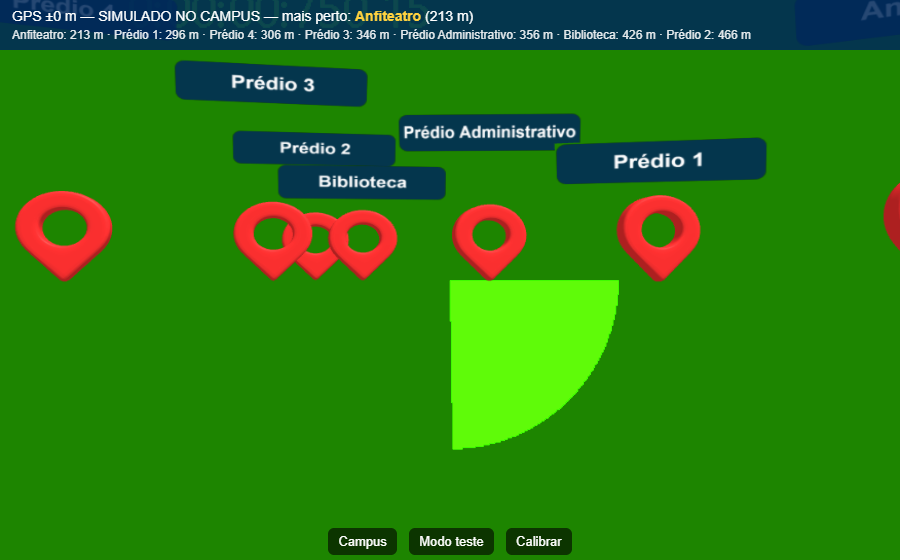 GPS ±0 m — SIMULADO NO CAMPUS — mais perto: Anfiteatro (213 m)
Anfiteatro: 213 m · Prédio 1: 296 m · Prédio 4: 306 m · Prédio 3: 346 m · Prédio Administrativo: 356 m · Biblioteca: 426 m · Prédio 2: 466 m
Prédio 3
Prédio Administrativo
Prédio 2
Prédio 1
Biblioteca
Campus
Modo teste
Calibrar